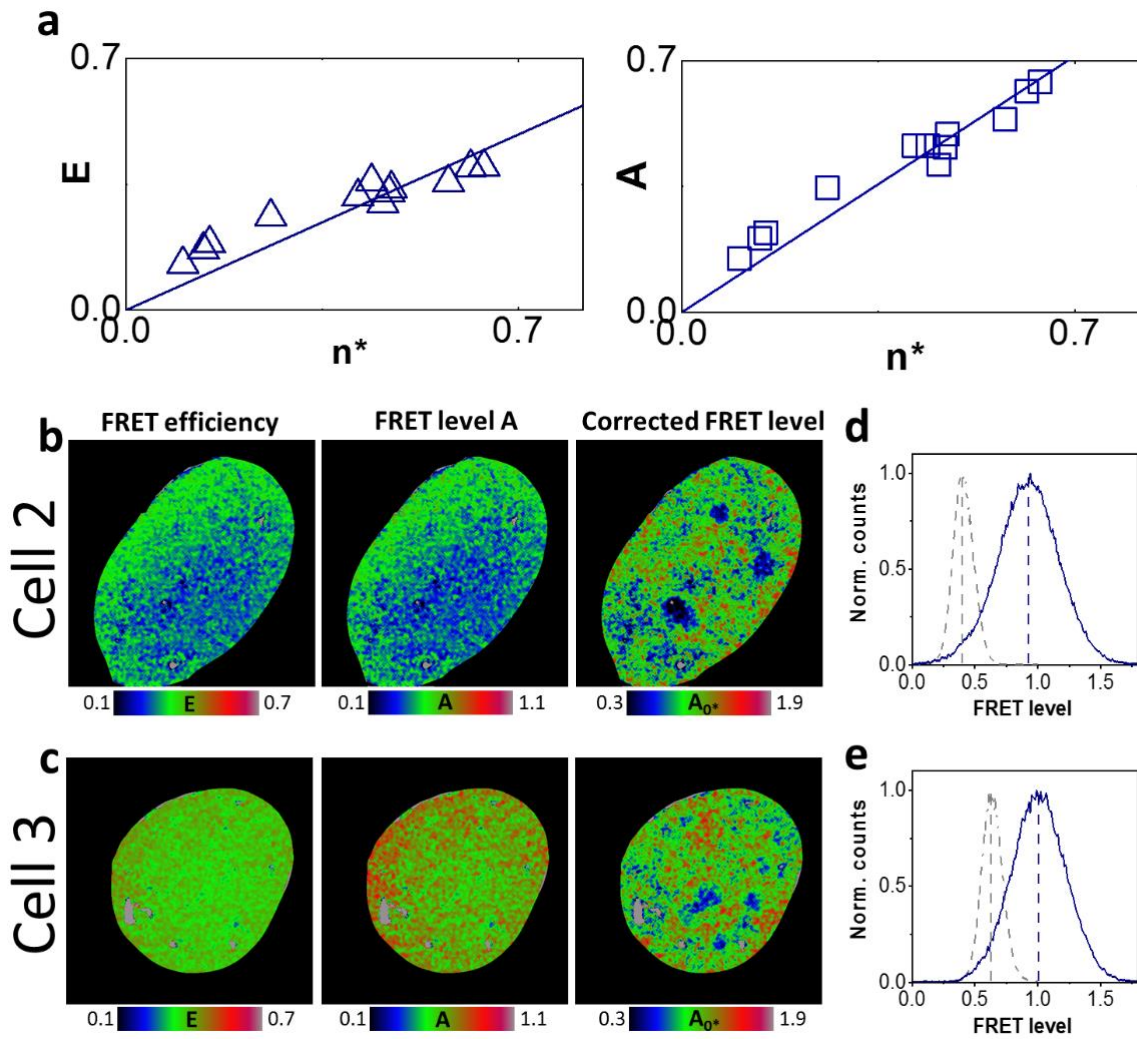 a
0.7
E
0.0
0.0
0.7
n*
0.7
A
0.0
0.0
0.7
n*
FRET efficiency
FRET level A
Corrected FRET level
b
Cell 2
0.1
E
0.7
0.1
A
1.1
0.3
A0*
1.9
d
Norm. counts
1.0
0.5
0.0
0.0
0.5
1.0
1.5
FRET level
c
Cell 3
0.1
E
0.7
0.1
A
1.1
0.3
A0*
1.9
e
Norm. counts
1.0
0.5
0.0
0.0
0.5
1.0
1.5
FRET level